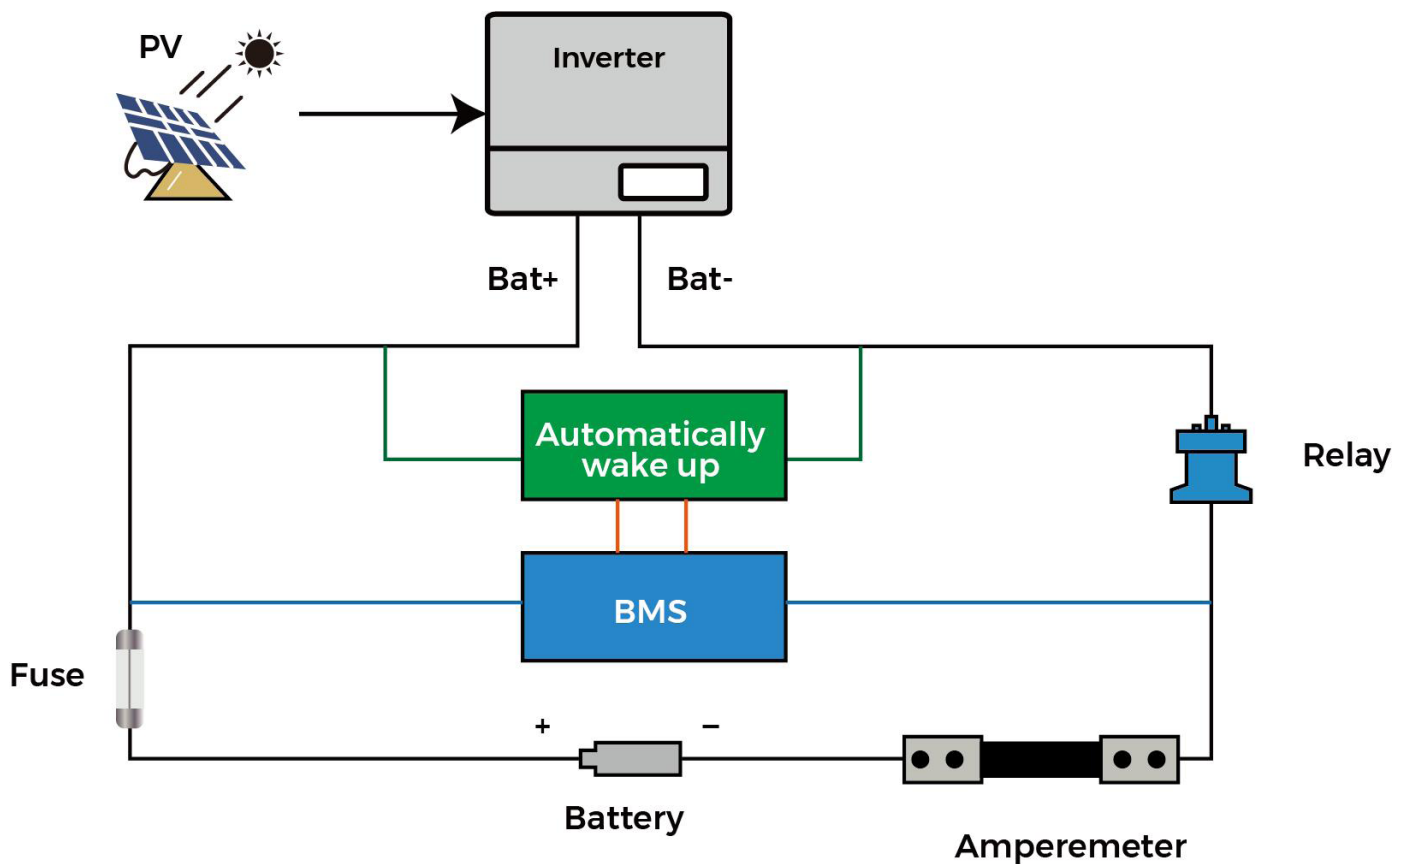 PV
Inverter
Bat+
Bat-
Automatically
wake up
Relay
BMS
Fuse
+
−
Battery
Amperemeter